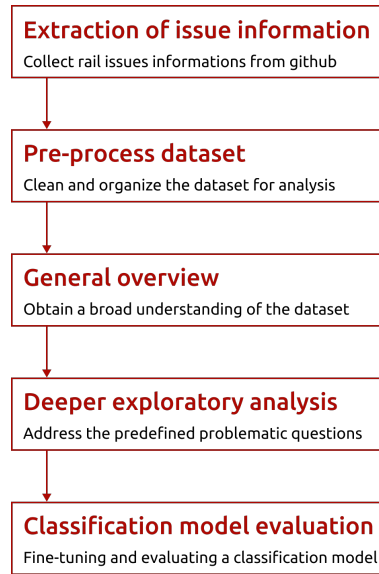 Extraction of issue information
Collect rail issues informations from github
Pre-process dataset
Clean and organize the dataset for analysis
General overview
Obtain a broad understanding of the dataset
Deeper exploratory analysis
Address the predefined problematic questions
Classification model evaluation
Fine-tuning and evaluating a classification model